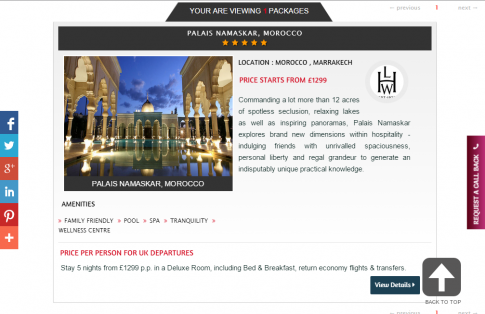 YOUR ARE VIEWING 1 PACKAGES
← previous 1 next →
PALAIS NAMASKAR, MOROCCO
LOCATION : MOROCCO , MARRAKECH
PRICE STARTS FROM £1299
LHW
Commanding a lot more than 12 acres
of spotless seclusion, relaxing lakes
as well as inspiring panoramas, Palais Namaskar
explores brand new dimensions within hospitality -
indulging friends with unrivalled spaciousness,
personal liberty and regal grandeur to generate an
indisputably unique practical knowledge.
PALAIS NAMASKAR, MOROCCO
AMENITIES
» FAMILY FRIENDLY » POOL » SPA » TRANQUILITY »
WELLNESS CENTRE
PRICE PER PERSON FOR UK DEPARTURES
Stay 5 nights from £1299 p.p. in a Deluxe Room, including Bed & Breakfast, return economy flights & transfers.
View Details
BACK TO TOP
← previous 1 next →
REQUEST A CALL BACK